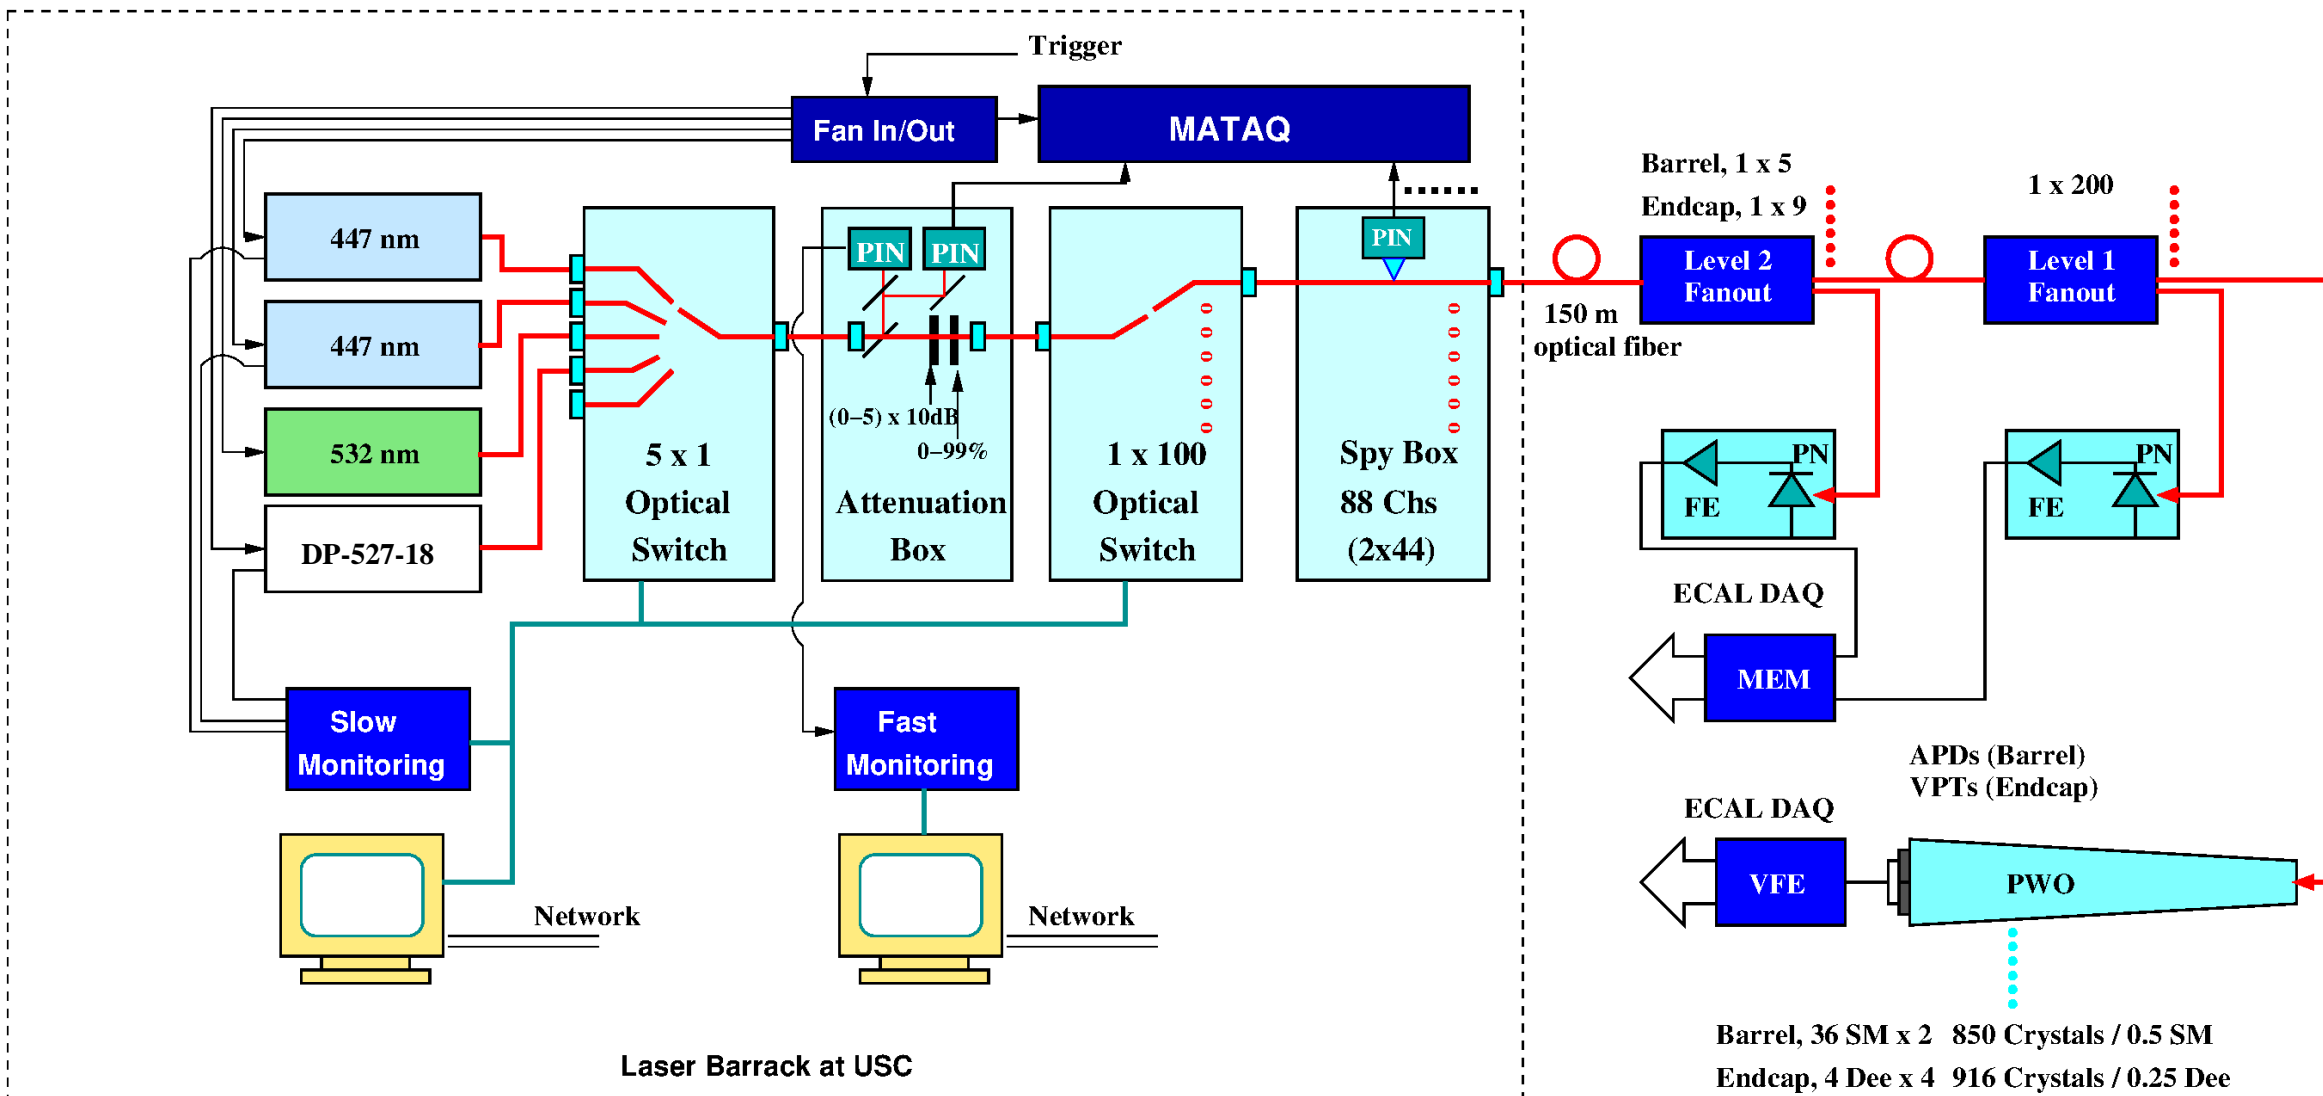 Trigger
Fan In/Out
MATAQ
Barrel, 1 x 5
Endcap, 1 x 9
1 x 200
447 nm
447 nm
532 nm
DP-527-18
5 x 1
Optical
Switch
PIN
PIN
(0–5) x 10dB
0–99%
Attenuation
Box
1 x 100
Optical
Switch
PIN
Spy Box
88 Chs
(2x44)
150 m
optical fiber
Level 2
Fanout
Level 1
Fanout
PN
FE
PN
FE
ECAL DAQ
MEM
Slow
Monitoring
Fast
Monitoring
Network
Network
APDs (Barrel)
VPTs (Endcap)
ECAL DAQ
VFE
PWO
Barrel, 36 SM x 2 850 Crystals / 0.5 SM
Endcap, 4 Dee x 4 916 Crystals / 0.25 Dee
Laser Barrack at USC